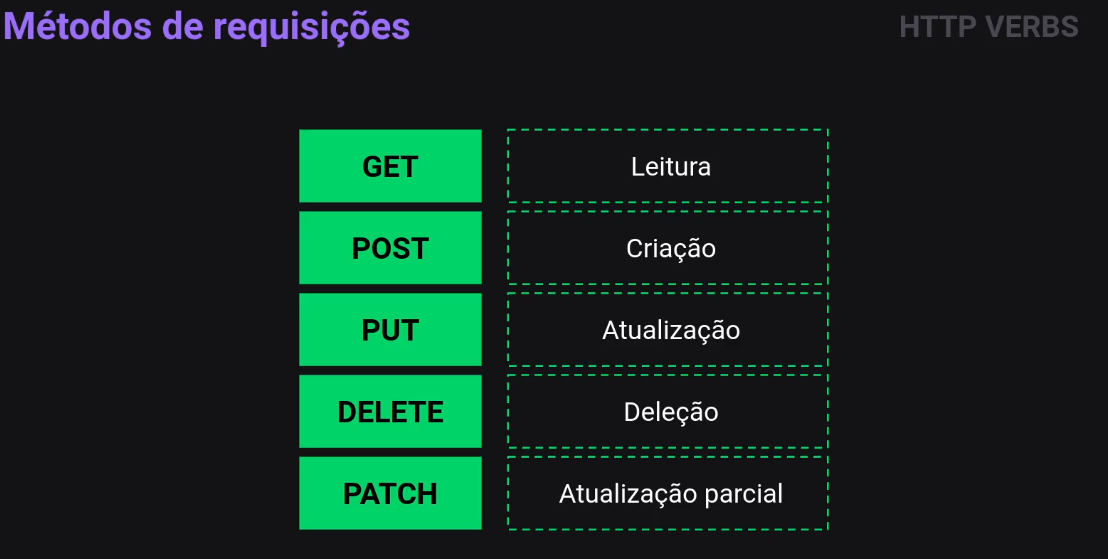 Métodos de requisições
HTTP VERBS
GET
Leitura
POST
Criação
PUT
Atualização
DELETE
Deleção
PATCH
Atualização parcial